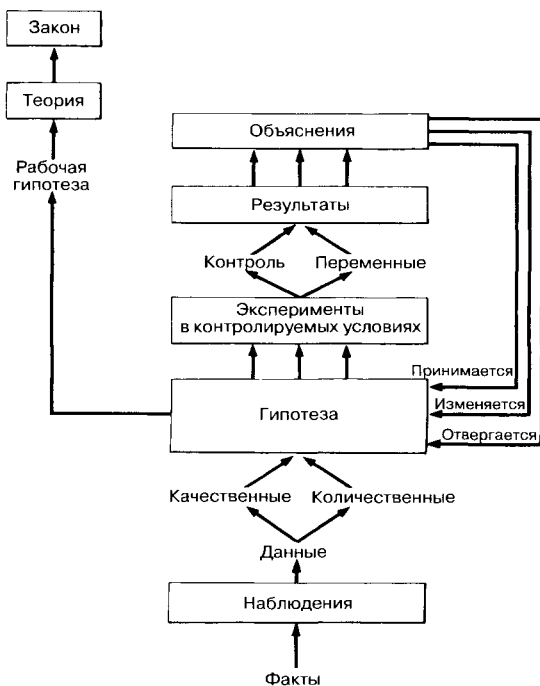 Закон
Теория
Рабочая
гипотеза
Объяснения
Результаты
Контроль Переменные
Эксперименты
в контролируемых условиях
Принимается
Гипотеза
Изменяется
Отвергается
Качественные Количественные
Данные
Наблюдения
Факты